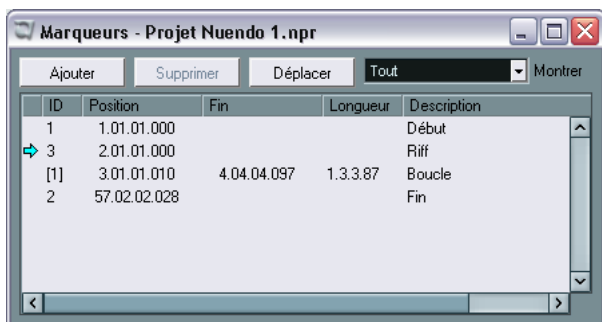 Marqueurs - Projet Nuendo 1.npr
Ajouter Supprimer Déplacer Tout Montrer
ID Position Fin Longueur Description
1 1.01.01.000 Début
3 2.01.01.000 Riff
[1] 3.01.01.010 4.04.04.097 1.3.3.87 Boucle
2 57.02.02.028 Fin